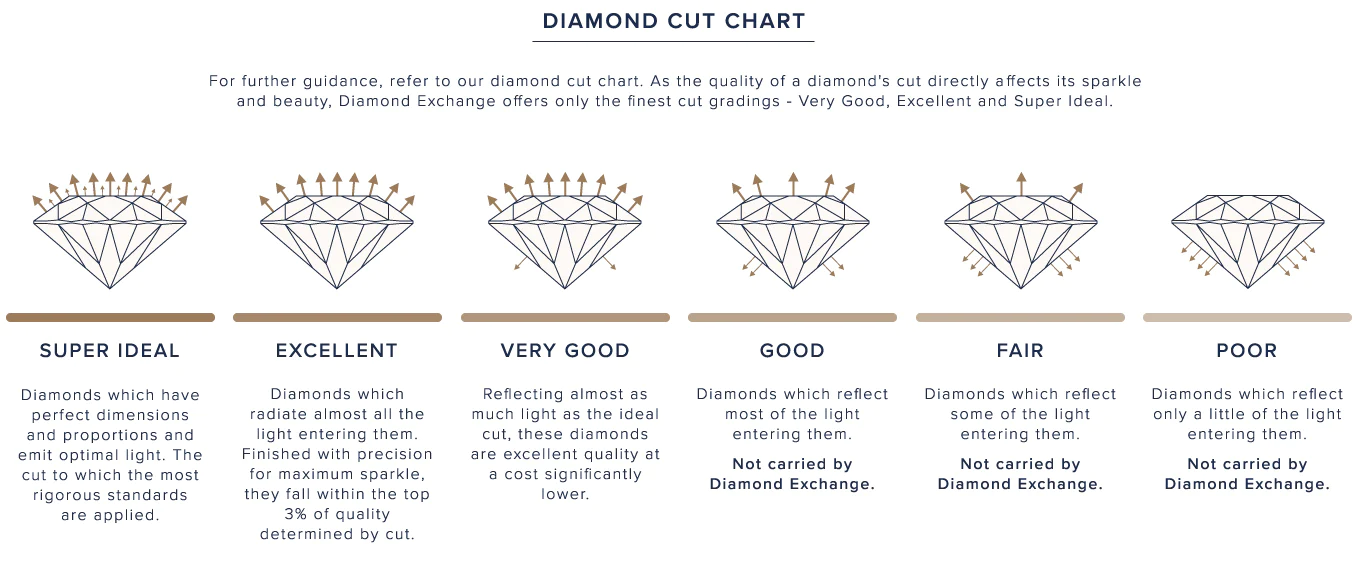 DIAMOND CUT CHART
For further guidance, refer to our diamond cut chart. As the quality of a diamond's cut directly affects its sparkle
and beauty, Diamond Exchange offers only the finest cut gradings - Very Good, Excellent and Super Ideal.
SUPER IDEAL
Diamonds which have
perfect dimensions
and proportions and
emit optimal light. The
cut to which the most
rigorous standards
are applied.
EXCELLENT
Diamonds which
radiate almost all the
light entering them.
Finished with precision
for maximum sparkle,
they fall within the top
3% of quality
determined by cut.
VERY GOOD
Reflecting almost as
much light as the ideal
cut, these diamonds
are excellent quality at
a cost significantly
lower.
GOOD
Diamonds which reflect
most of the light
entering them.
Not carried by
Diamond Exchange.
FAIR
Diamonds which reflect
some of the light
entering them.
Not carried by
Diamond Exchange.
POOR
Diamonds which reflect
only a little of the light
entering them.
Not carried by
Diamond Exchange.